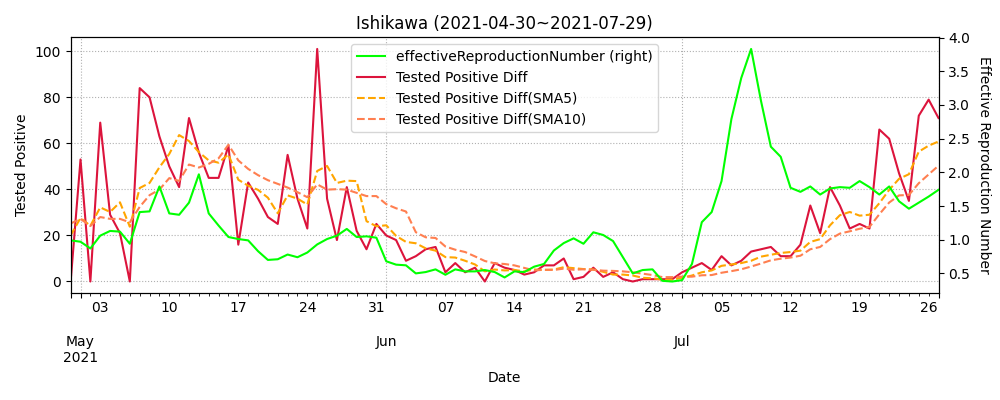 Ishikawa (2021-04-30~2021-07-29)
effectiveReproductionNumber (right)
Tested Positive Diff
Tested Positive Diff(SMA5)
Tested Positive Diff(SMA10)
Tested Positive
100
80
60
40
20
0
4.0
3.5
3.0
2.5
2.0
1.5
1.0
0.5
Effective Reproduction Number
03 10 17 24 31 07 14 21 28 05 12 19 26
May Jun Jul
2021
Date